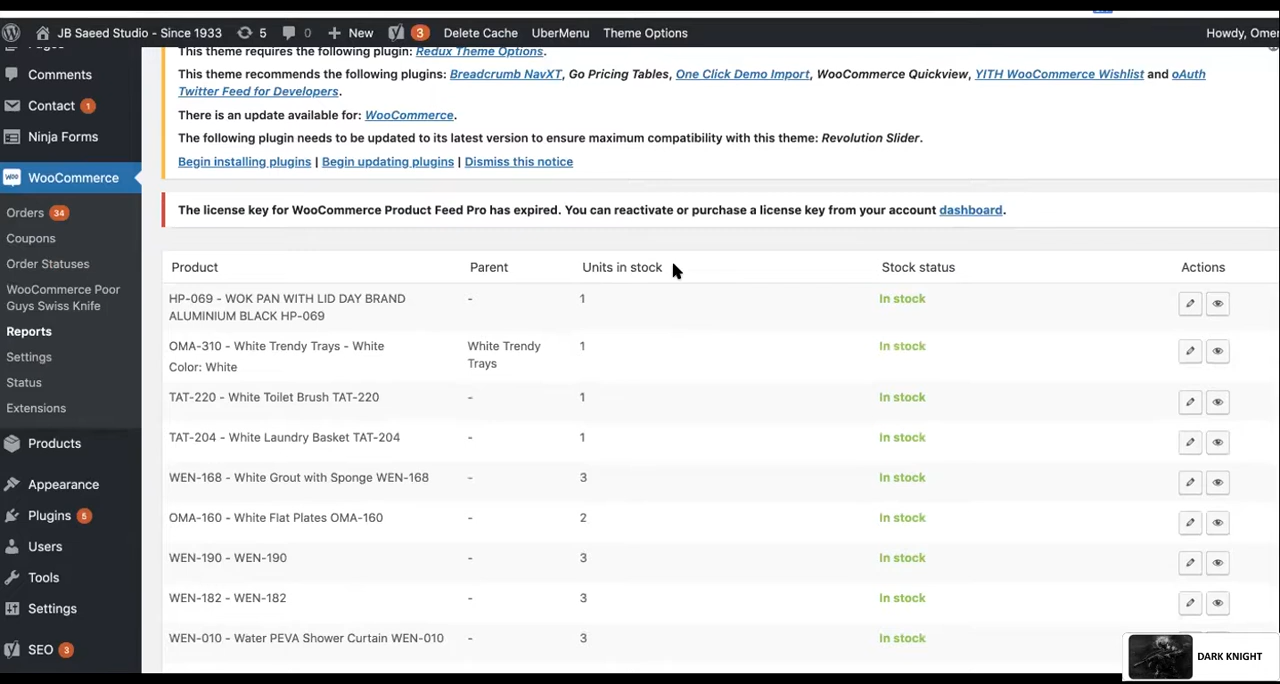 JB Saeed Studio - Since 1933 5 0 New 3 Delete Cache UberMenu Theme Options Howdy, Omer
Pages
Comments
Contact 1
Ninja Forms
WooCommerce
Orders 34
Coupons
Order Statuses
WooCommerce Poor
Guys Swiss Knife
Reports
Settings
Status
Extensions
Products
Appearance
Plugins 5
Users
Tools
Settings
SEO 3
This theme requires the following plugin: Redux Theme Options.
This theme recommends the following plugins: Breadcrumb NavXT, Go Pricing Tables, One Click Demo Import, WooCommerce Quickview, YITH WooCommerce Wishlist and oAuth
Twitter Feed for Developers.
There is an update available for: WooCommerce.
The following plugin needs to be updated to its latest version to ensure maximum compatibility with this theme: Revolution Slider.
Begin installing plugins | Begin updating plugins | Dismiss this notice
The license key for WooCommerce Product Feed Pro has expired. You can reactivate or purchase a license key from your account dashboard.
Product Parent Units in stock Stock status Actions
HP-069 - WOK PAN WITH LID DAY BRAND - 1 In stock
ALUMINIUM BLACK HP-069
OMA-310 - White Trendy Trays - White White Trendy 1 In stock
Color: White Trays
TAT-220 - White Toilet Brush TAT-220 - 1 In stock
TAT-204 - White Laundry Basket TAT-204 - 1 In stock
WEN-168 - White Grout with Sponge WEN-168 - 3 In stock
OMA-160 - White Flat Plates OMA-160 - 2 In stock
WEN-190 - WEN-190 - 3 In stock
WEN-182 - WEN-182 - 3 In stock
WEN-010 - Water PEVA Shower Curtain WEN-010 - 3 In stock
DARK KNIGHT